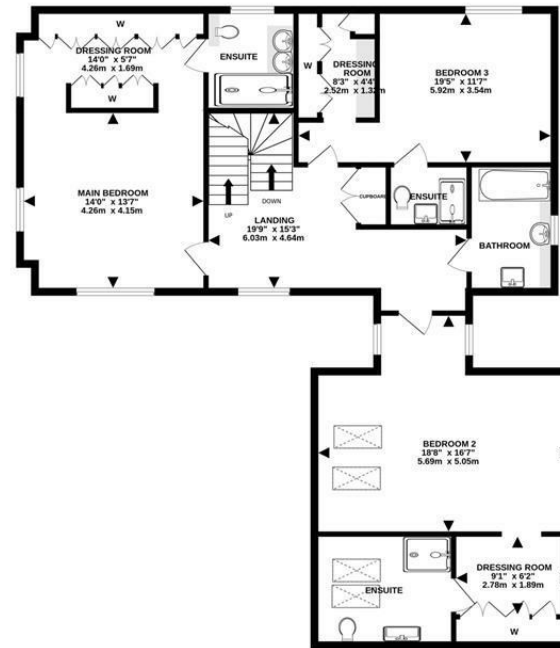 W
DRESSING ROOM
14'0" x 5'7"
4.26m x 1.69m
W
ENSUITE
W
DRESSING
ROOM
8'3" x 4'4"
2.52m x 1.32m
BEDROOM 3
19'5" x 11'7"
5.92m x 3.54m
MAIN BEDROOM
14'0" x 13'7"
4.26m x 4.15m
UP
DOWN
LANDING
19'9" x 15'3"
6.03m x 4.64m
CUPBOARD
ENSUITE
BATHROOM
BEDROOM 2
18'8" x 16'7"
5.69m x 5.05m
ENSUITE
DRESSING ROOM
9'1" x 6'2"
2.78m x 1.89m
W